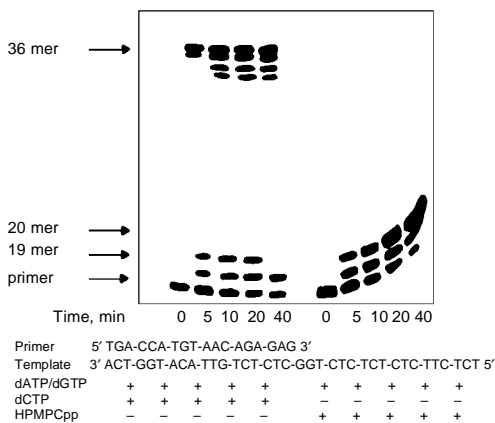 36 mer
20 mer
19 mer
primer
Time, min 0 5 10 20 40 0 5 10 20 40
Primer 5′ TGA-CCA-TGT-AAC-AGA-GAG 3′
Template 3′ ACT-GGT-ACA-TTG-TCT-CTC-GGT-CTC-TCT-CTC-TTC-TCT 5′
dATP/dGTP + + + + + + + + + +
dCTP + + + + + – – – – –
HPMPCpp – – – – – + + + + +